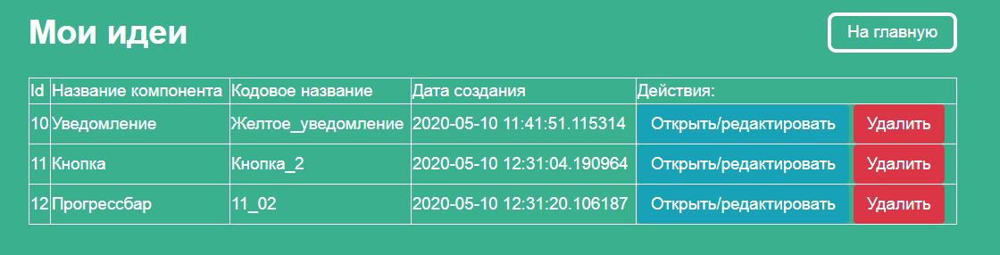 Мои идеи
На главную
Id Название компонента Кодовое название Дата создания Действия:
10 Уведомление Желтое_уведомление 2020-05-10 11:41:51.115314 Открыть/редактировать Удалить
11 Кнопка Кнопка_2 2020-05-10 12:31:04.190964 Открыть/редактировать Удалить
12 Прогрессбар 11_02 2020-05-10 12:31:20.106187 Открыть/редактировать Удалить